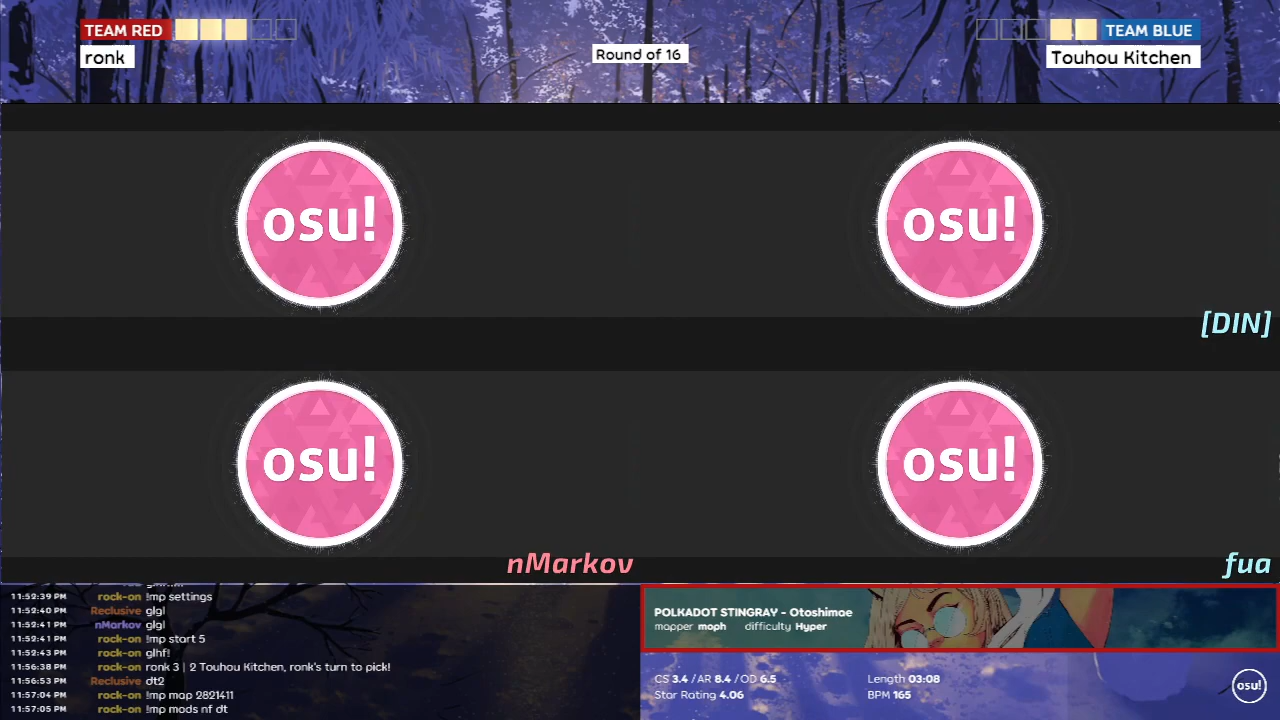 TEAM RED
TEAM BLUE
ronk
Round of 16
Touhou Kitchen
osu!
osu!
[DIN]
osu!
osu!
nMarkov
fua
11:52:39 PM rock-on !mp settings
11:52:40 PM Reclusive glgl
11:52:41 PM nMarkov glgl
11:52:41 PM rock-on !mp start 5
11:52:43 PM rock-on glhf!
11:56:38 PM rock-on ronk 3 | 2 Touhou Kitchen, ronk's turn to pick!
11:56:53 PM Reclusive dt2
11:57:04 PM rock-on !mp map 2821411
11:57:05 PM rock-on !mp mods nf dt
POLKADOT STINGRAY - Otoshimae
mapper moph difficulty Hyper
CS 3.4 / AR 8.4 / OD 6.5
Star Rating 4.06
Length 03:08
BPM 165
osu!